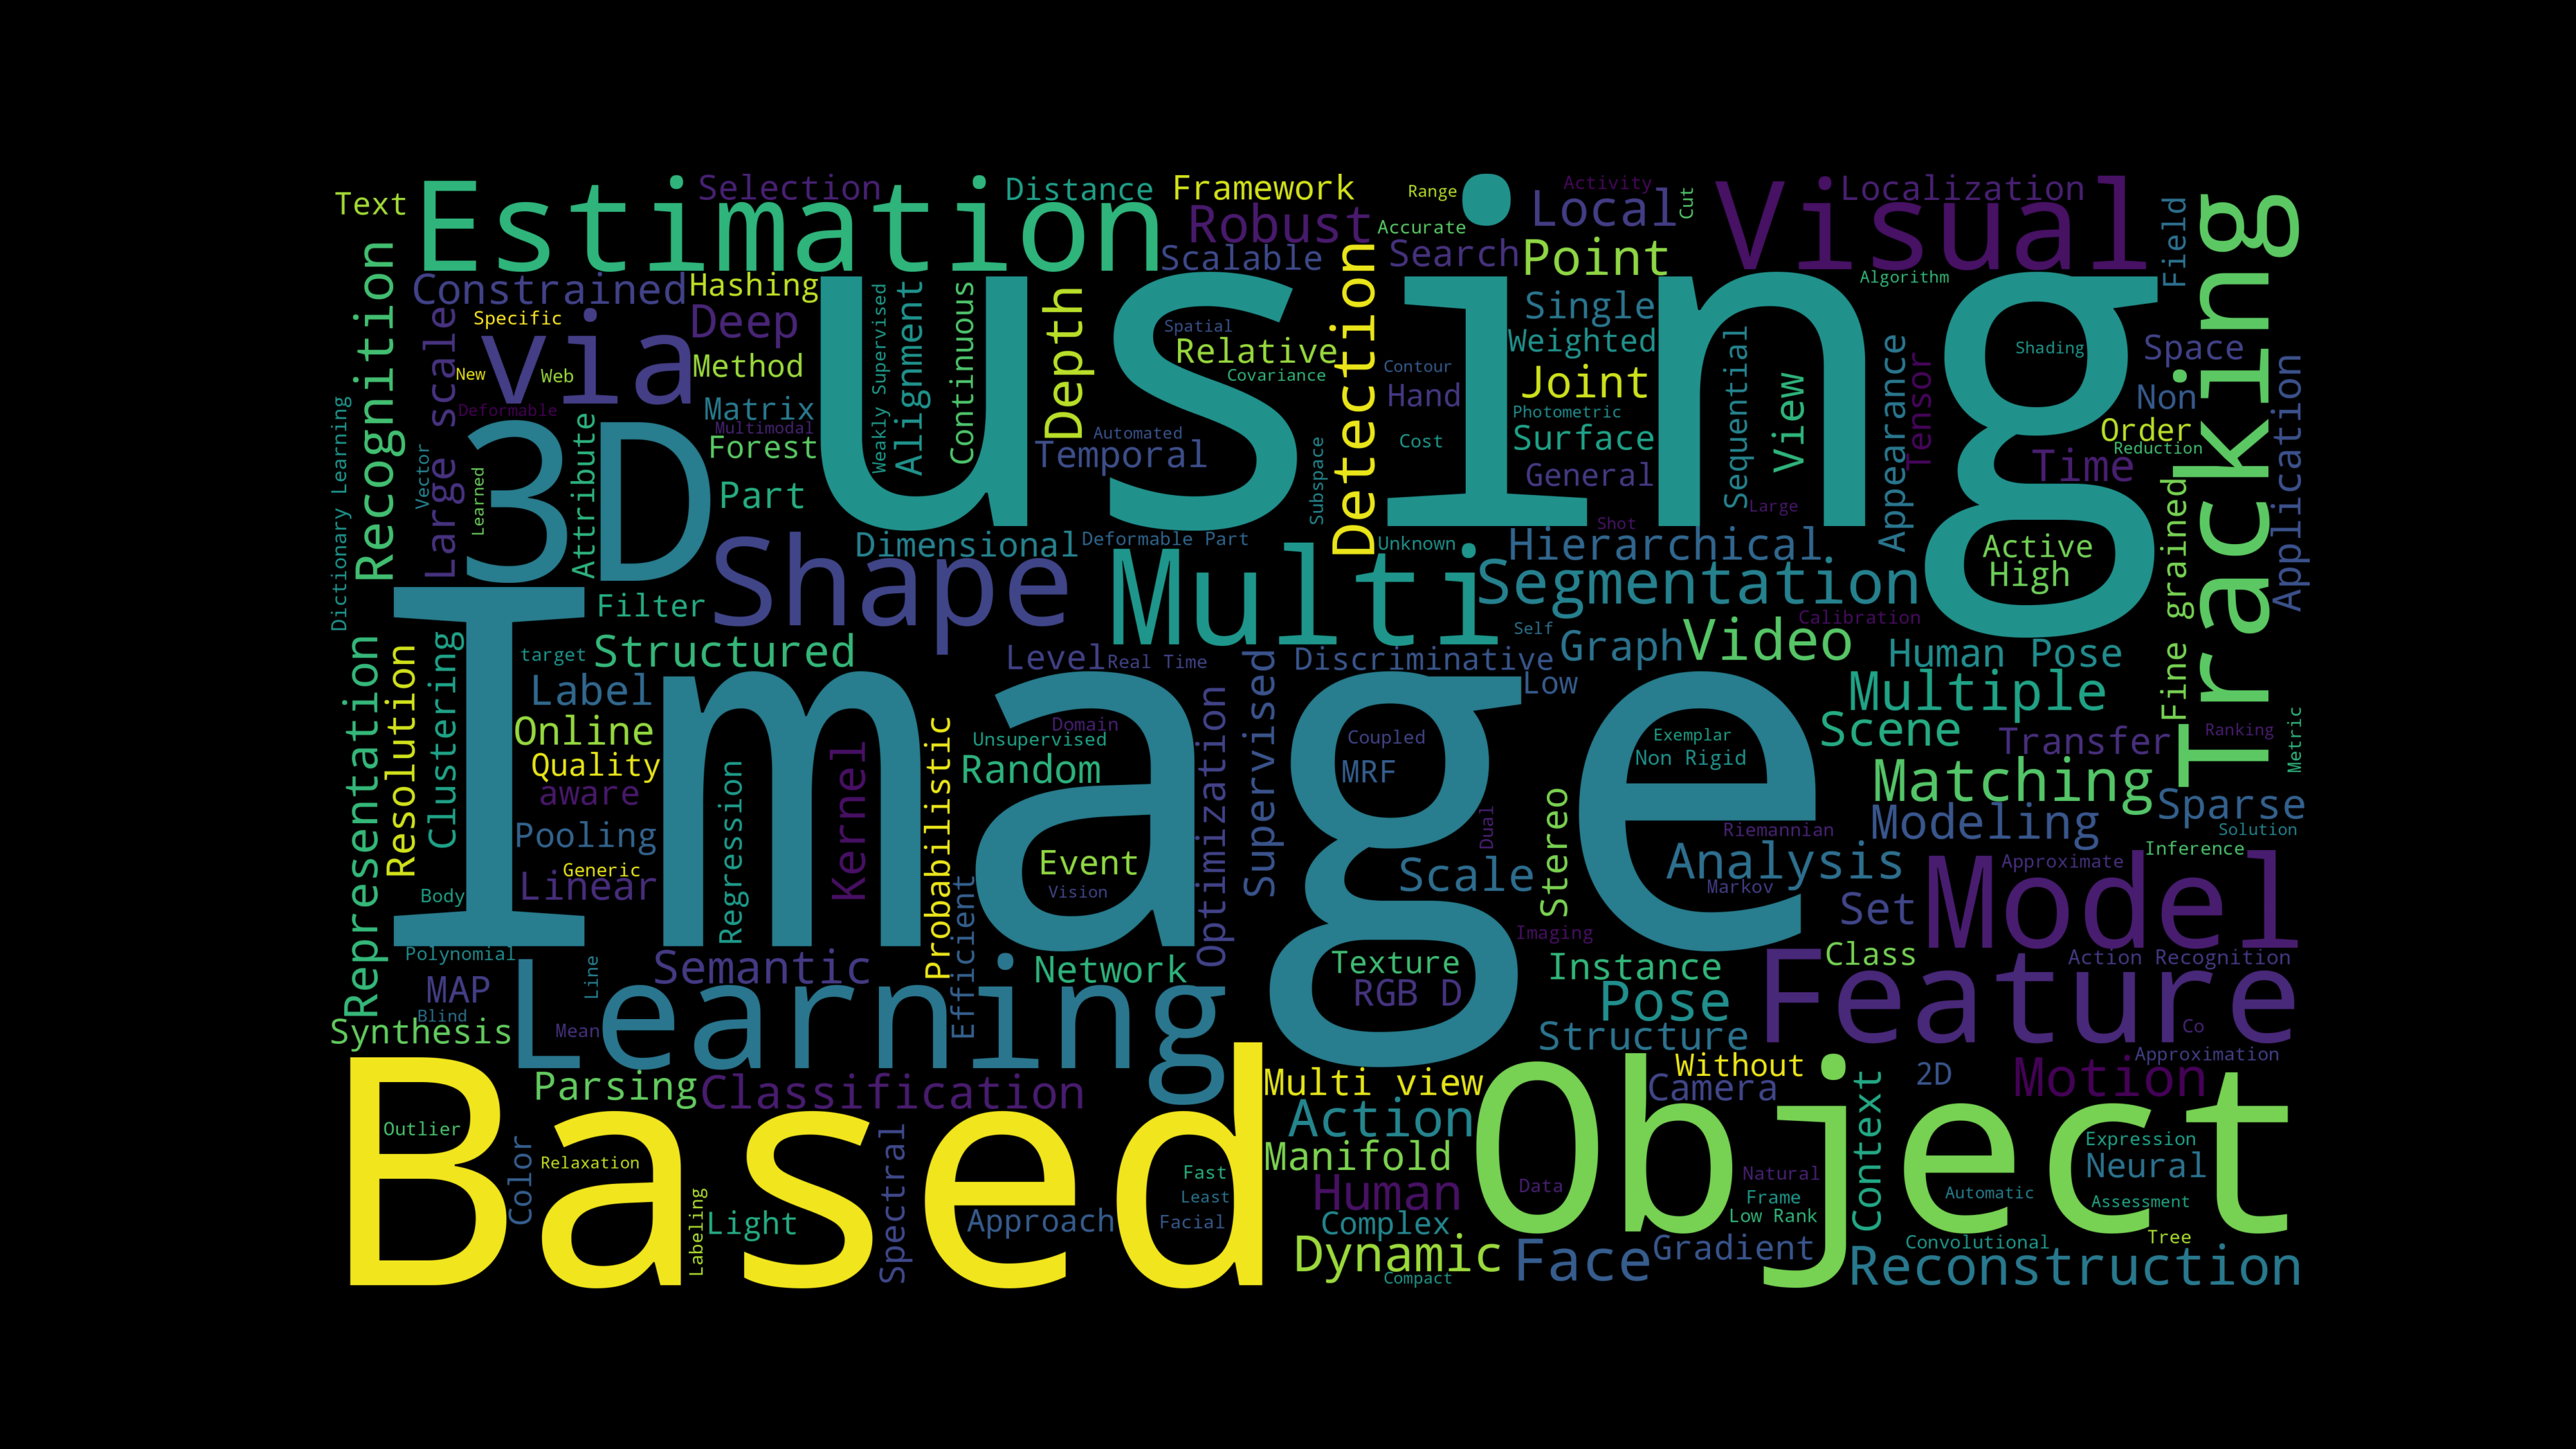 Text
Estimation
Selection
Distance
Framework
Range
Activity
Cut
Localization
Robust
Accurate
Local
Visual
Field
Scalable
Search
Point
Algorithm
Tracking
Recognition
Constrained
Hashing
using
Specific
Deep
Weakly Supervised
Alignment
Continuous
Depth
Spatial
Relative
Covariance
Detection
Contour
Single
Weighted
Shading
Space
Large scale
via
New
Web
Method
Hand
Joint
Sequential
View
Appearance
Tensor
Non
Application
Deformable
Matrix
Multimodal
Forest
Automated
Temporal
Cost
Photometric
Surface
Order
Reduction
Dictionary Learning
Vector
Learned
3D
Attribute
Part
Subspace
General
Large
Time
Shape
Dimensional
Deformable Part
Unknown
Shot
Hierarchical
Active
High
Fine grained
Filter
Multi
Segmentation
Calibration
Representation
Resolution
Clustering
target
Structured
Level
Real Time
Self
Discriminative
Graph
Video
Human Pose
Image
Label
Low
Multiple
Online
Domain
Unsupervised
Supervised
Optimization
Coupled
Exemplar
Scene
Transfer
Ranking
Metric
Quality
Random
MRF
Non Rigid
Matching
aware
Regression
Kernel
Probabilistic
Sparse
Pooling
Dual
Stereo
Riemannian
Modeling
Solution
Generic
Event
Scale
Analysis
Approximate
Inference
Body
Linear
Vision
Markov
Set
Model
Efficient
Imaging
Polynomial
Semantic
Network
Texture
Instance
Class
Action Recognition
MAP
Line
Learning
RGB D
Pose
Feature
Blind
Synthesis
Mean
Structure
Co
Approximation
Based
Parsing
Classification
Multi view
Without
Camera
2D
Motion
Action
Object
Context
Outlier
Color
Relaxation
Spectral
Manifold
Expression
Neural
Fast
Least
Facial
Human
Data
Natural
Frame
Low Rank
Automatic
Assessment
Labeling
Light
Approach
Complex
Dynamic
Compact
Face
Gradient
Convolutional
Tree
Reconstruction